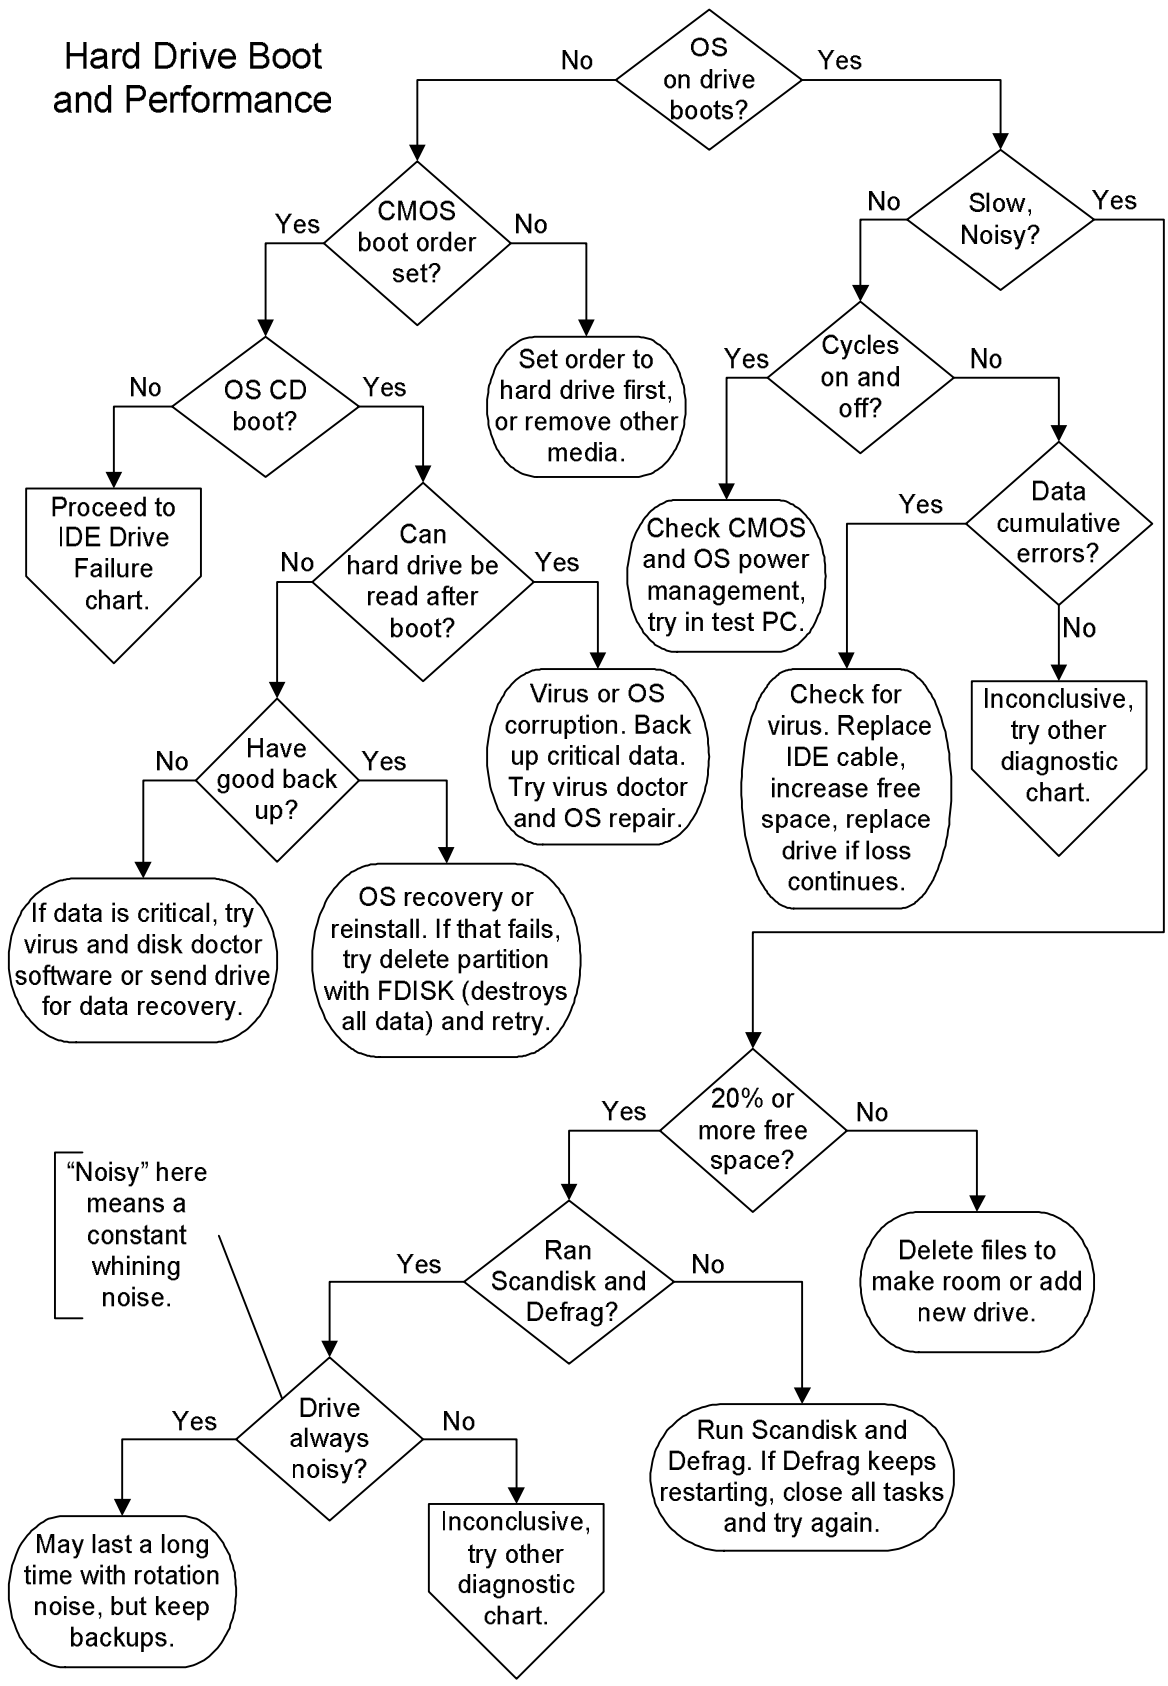 Hard Drive Boot
and Performance
OS
on drive
boots?
No
Yes
CMOS
boot order
set?
Yes
No
Slow,
Noisy?
No
Yes
OS CD
boot?
No
Yes
Set order to
hard drive first,
or remove other
media.
Cycles
on and
off?
Yes
No
Proceed to
IDE Drive
Failure
chart.
Can
hard drive be
read after
boot?
No
Yes
Check CMOS
and OS power
management,
try in test PC.
Data
cumulative
errors?
Yes
No
Have
good back
up?
No
Yes
Virus or OS
corruption. Back
up critical data.
Try virus doctor
and OS repair.
Check for
virus. Replace
IDE cable,
increase free
space, replace
drive if loss
continues.
Inconclusive,
try other
diagnostic
chart.
If data is critical, try
virus and disk doctor
software or send drive
for data recovery.
OS recovery or
reinstall. If that fails,
try delete partition
with FDISK (destroys
all data) and retry.
20% or
more free
space?
Yes
No
“Noisy” here
means a
constant
whining
noise.
Ran
Scandisk and
Defrag?
Yes
No
Delete files to
make room or add
new drive.
Drive
always
noisy?
Yes
No
Run Scandisk and
Defrag. If Defrag keeps
restarting, close all tasks
and try again.
May last a long
time with rotation
noise, but keep
backups.
Inconclusive,
try other
diagnostic
chart.